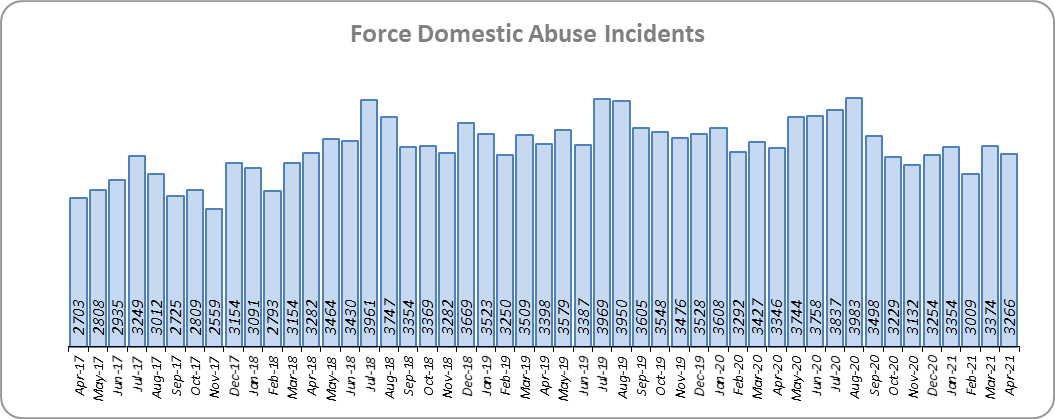 Force Domestic Abuse Incidents
2703
2808
2935
3249
3012
2725
2809
2559
3154
3091
2793
3154
3282
3464
3430
3961
3747
3354
3369
3282
3669
3523
3250
3509
3398
3579
3387
3969
3950
3605
3548
3476
3528
3608
3292
3427
3346
3744
3758
3837
3983
3498
3229
3132
3254
3354
3009
3374
3266
Apr-17
May-17
Jun-17
Jul-17
Aug-17
Sep-17
Oct-17
Nov-17
Dec-17
Jan-18
Feb-18
Mar-18
Apr-18
May-18
Jun-18
Jul-18
Aug-18
Sep-18
Oct-18
Nov-18
Dec-18
Jan-19
Feb-19
Mar-19
Apr-19
May-19
Jun-19
Jul-19
Aug-19
Sep-19
Oct-19
Nov-19
Dec-19
Jan-20
Feb-20
Mar-20
Apr-20
May-20
Jun-20
Jul-20
Aug-20
Sep-20
Oct-20
Nov-20
Dec-20
Jan-21
Feb-21
Mar-21
Apr-21